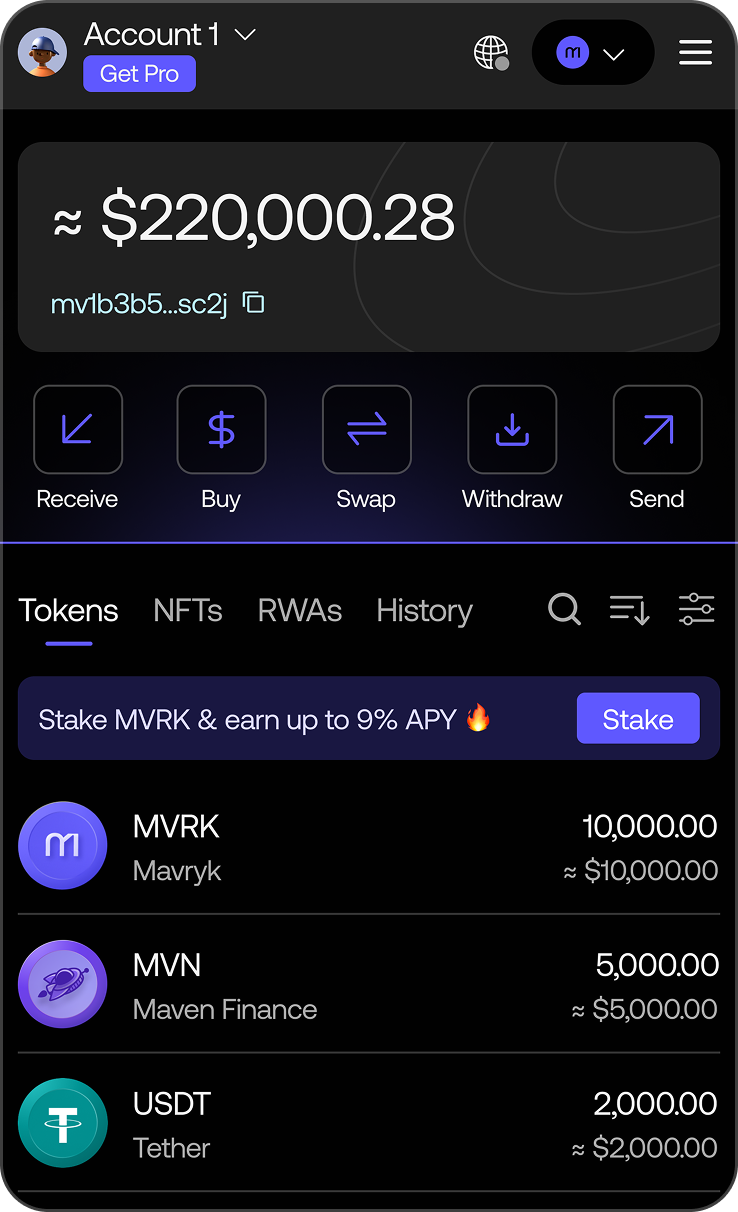 Account 1
Get Pro
≈ $220,000.28
mv1b3b5...sc2j
Receive Buy Swap Withdraw Send
Tokens NFTs RWAs History
Stake MVRK & earn up to 9% APY 🔥 Stake
MVRK 10,000.00
Mavryk ≈ $10,000.00
MVN 5,000.00
Maven Finance ≈ $5,000.00
USDT 2,000.00
Tether ≈ $2,000.00